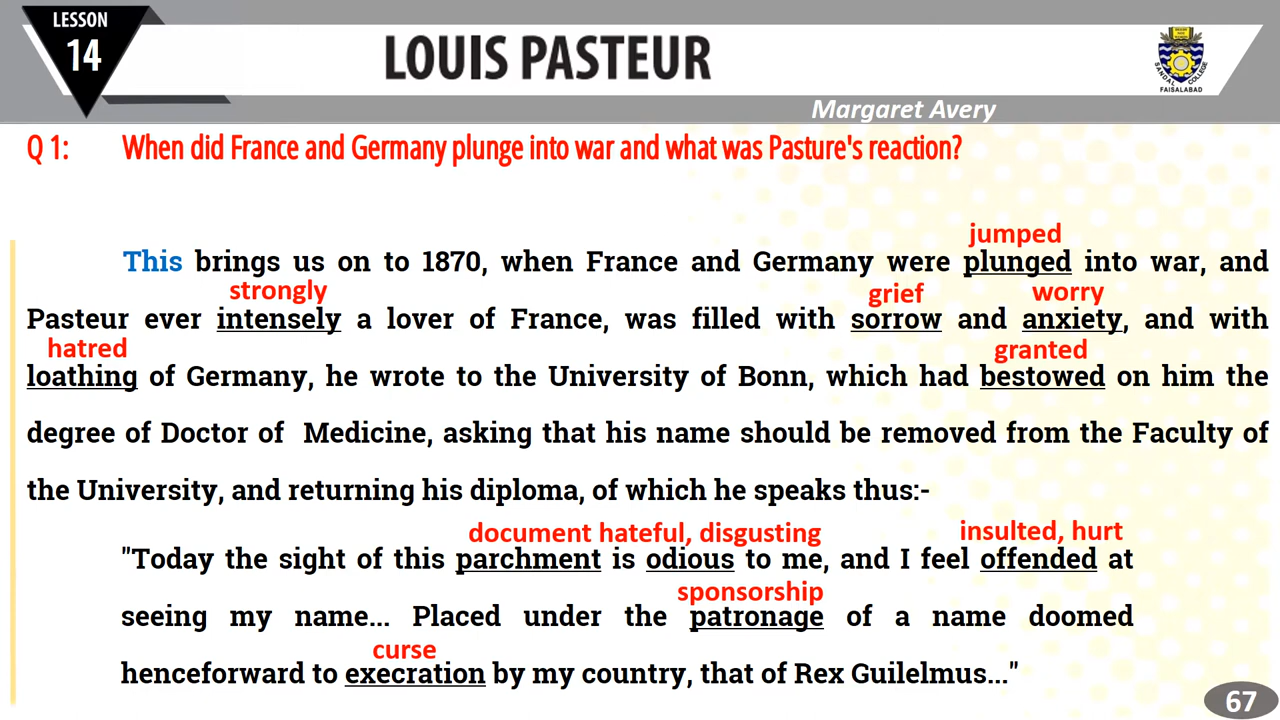 LESSON
14
LOUIS PASTEUR
SANDAL COLLEGE
FAISALABAD
Margaret Avery
Q 1: When did France and Germany plunge into war and what was Pasture's reaction?
jumped
This brings us on to 1870, when France and Germany were plunged into war, and
strongly grief worry
Pasteur ever intensely a lover of France, was filled with sorrow and anxiety, and with
hatred granted
loathing of Germany, he wrote to the University of Bonn, which had bestowed on him the
degree of Doctor of Medicine, asking that his name should be removed from the Faculty of
the University, and returning his diploma, of which he speaks thus:-
document hateful, disgusting insulted, hurt
"Today the sight of this parchment is odious to me, and I feel offended at
sponsorship
seeing my name... Placed under the patronage of a name doomed
curse
henceforward to execration by my country, that of Rex Guilelmus..."
67